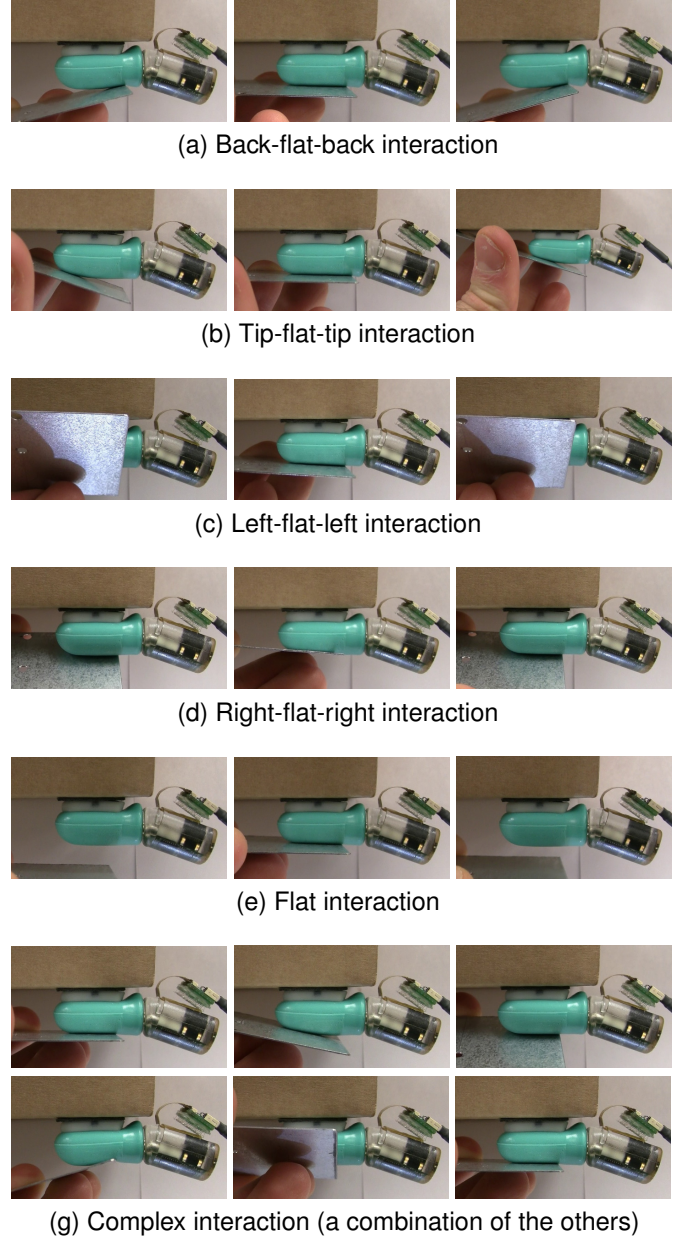 (a) Back-flat-back interaction
(b) Tip-flat-tip interaction
(c) Left-flat-left interaction
(d) Right-flat-right interaction
(e) Flat interaction
(g) Complex interaction (a combination of the others)